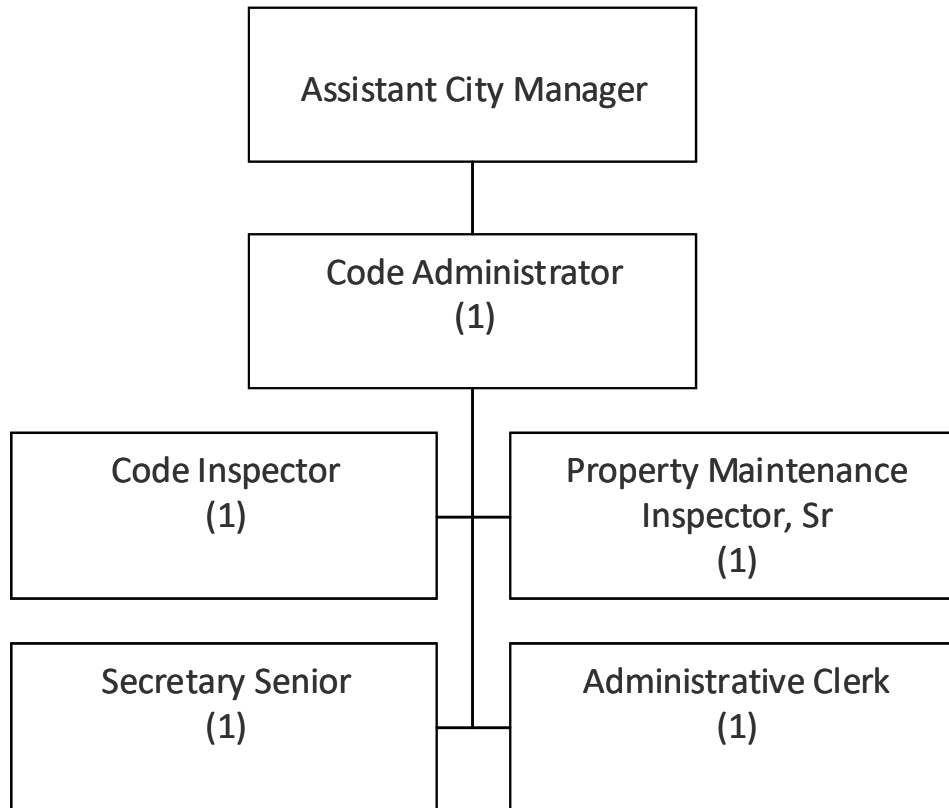 Assistant City Manager
Code Administrator
(1)
Code Inspector
(1)
Property Maintenance
Inspector, Sr
(1)
Secretary Senior
(1)
Administrative Clerk
(1)